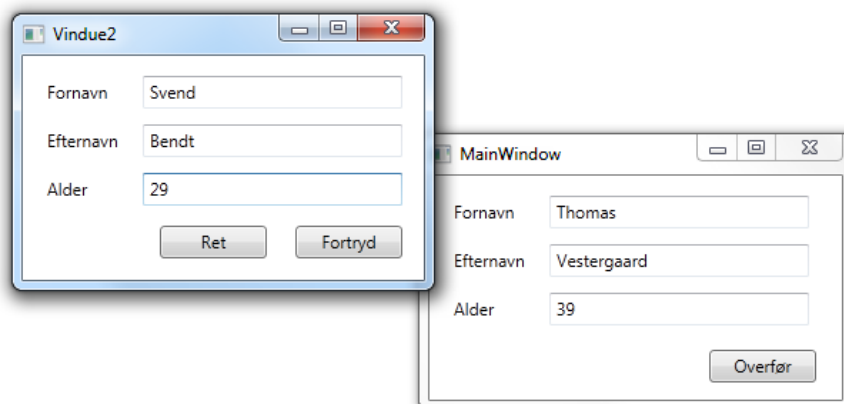 Vindue2
Fornavn Svend
Efternavn Bendt
Alder 29
Ret Fortryd
MainWindow
Fornavn Thomas
Efternavn Vestergaard
Alder 39
Overfør